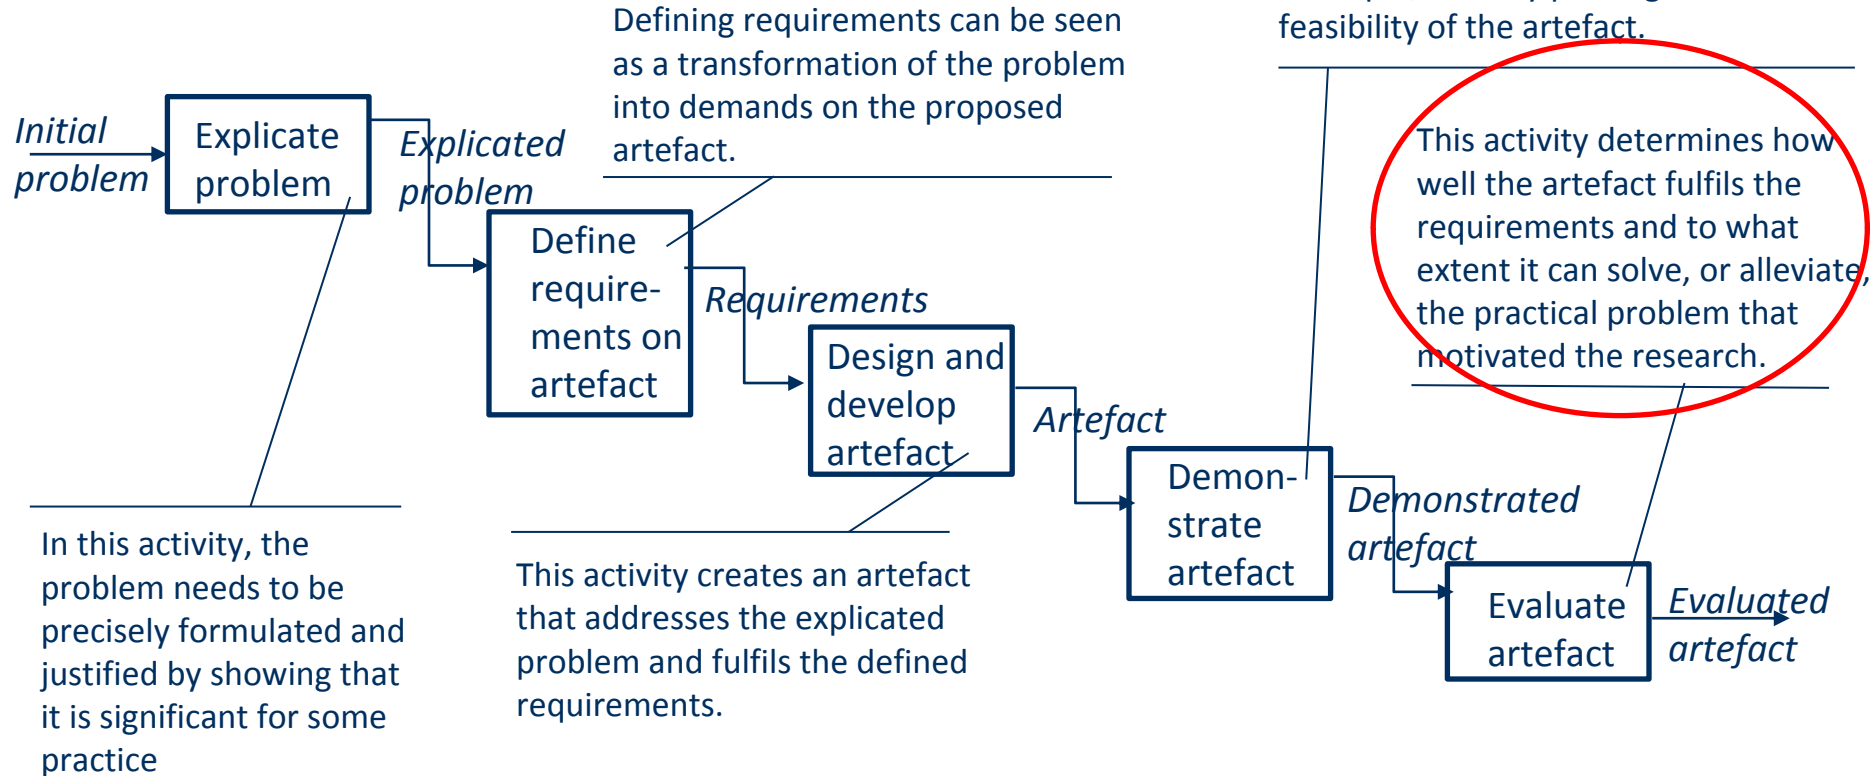 Defining requirements can be seen
as a transformation of the problem
into demands on the proposed
artefact.
feasibility of the artefact.
Initial
problem
Explicate
problem
Explicated
problem
This activity determines how
well the artefact fulfils the
requirements and to what
extent it can solve, or alleviate,
the practical problem that
motivated the research.
Define
require-
ments on
artefact
Requirements
Design and
develop
artefact
Artefact
Demon-
strate
artefact
Demonstrated
artefact
Evaluate
artefact
Evaluated
artefact
In this activity, the
problem needs to be
precisely formulated and
justified by showing that
it is significant for some
practice
This activity creates an artefact
that addresses the explicated
problem and fulfils the defined
requirements.